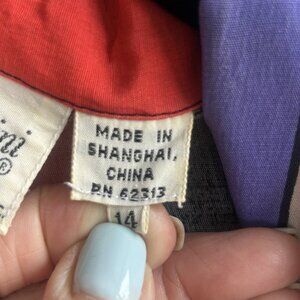 MADE IN
SHANGHAI,
CHINA
RN 62313
14